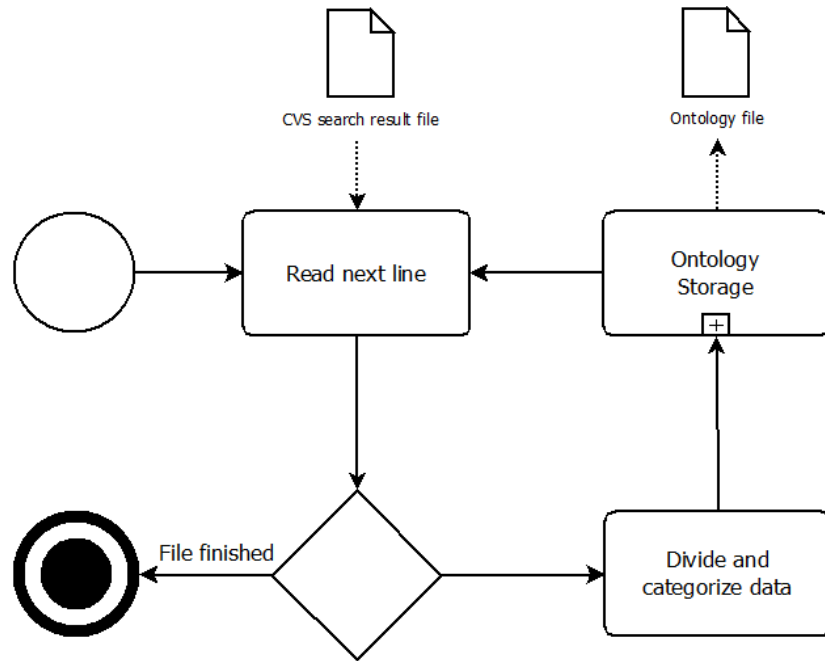 CVS search result file
Ontology file
Read next line
Ontology
Storage
File finished
Divide and
categorize data